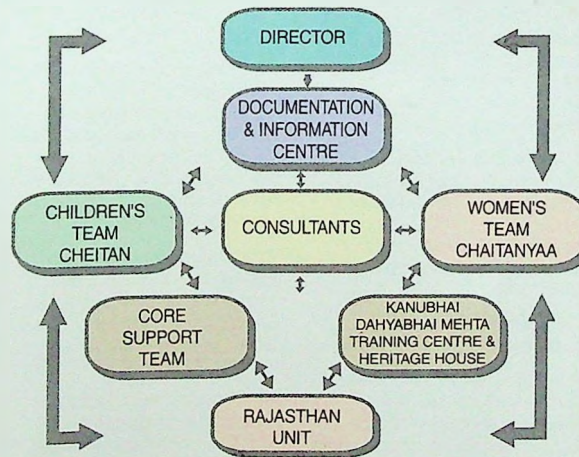 DIRECTOR
DOCUMENTATION
& INFORMATION
CENTRE
CHILDREN'S
TEAM
CHEITAN
CONSULTANTS
WOMEN'S
TEAM
CHAITANYAA
CORE
SUPPORT
TEAM
KANUBHAI
DAHYABHAI MEHTA
TRAINING CENTRE &
HERITAGE HOUSE
RAJASTHAN
UNIT